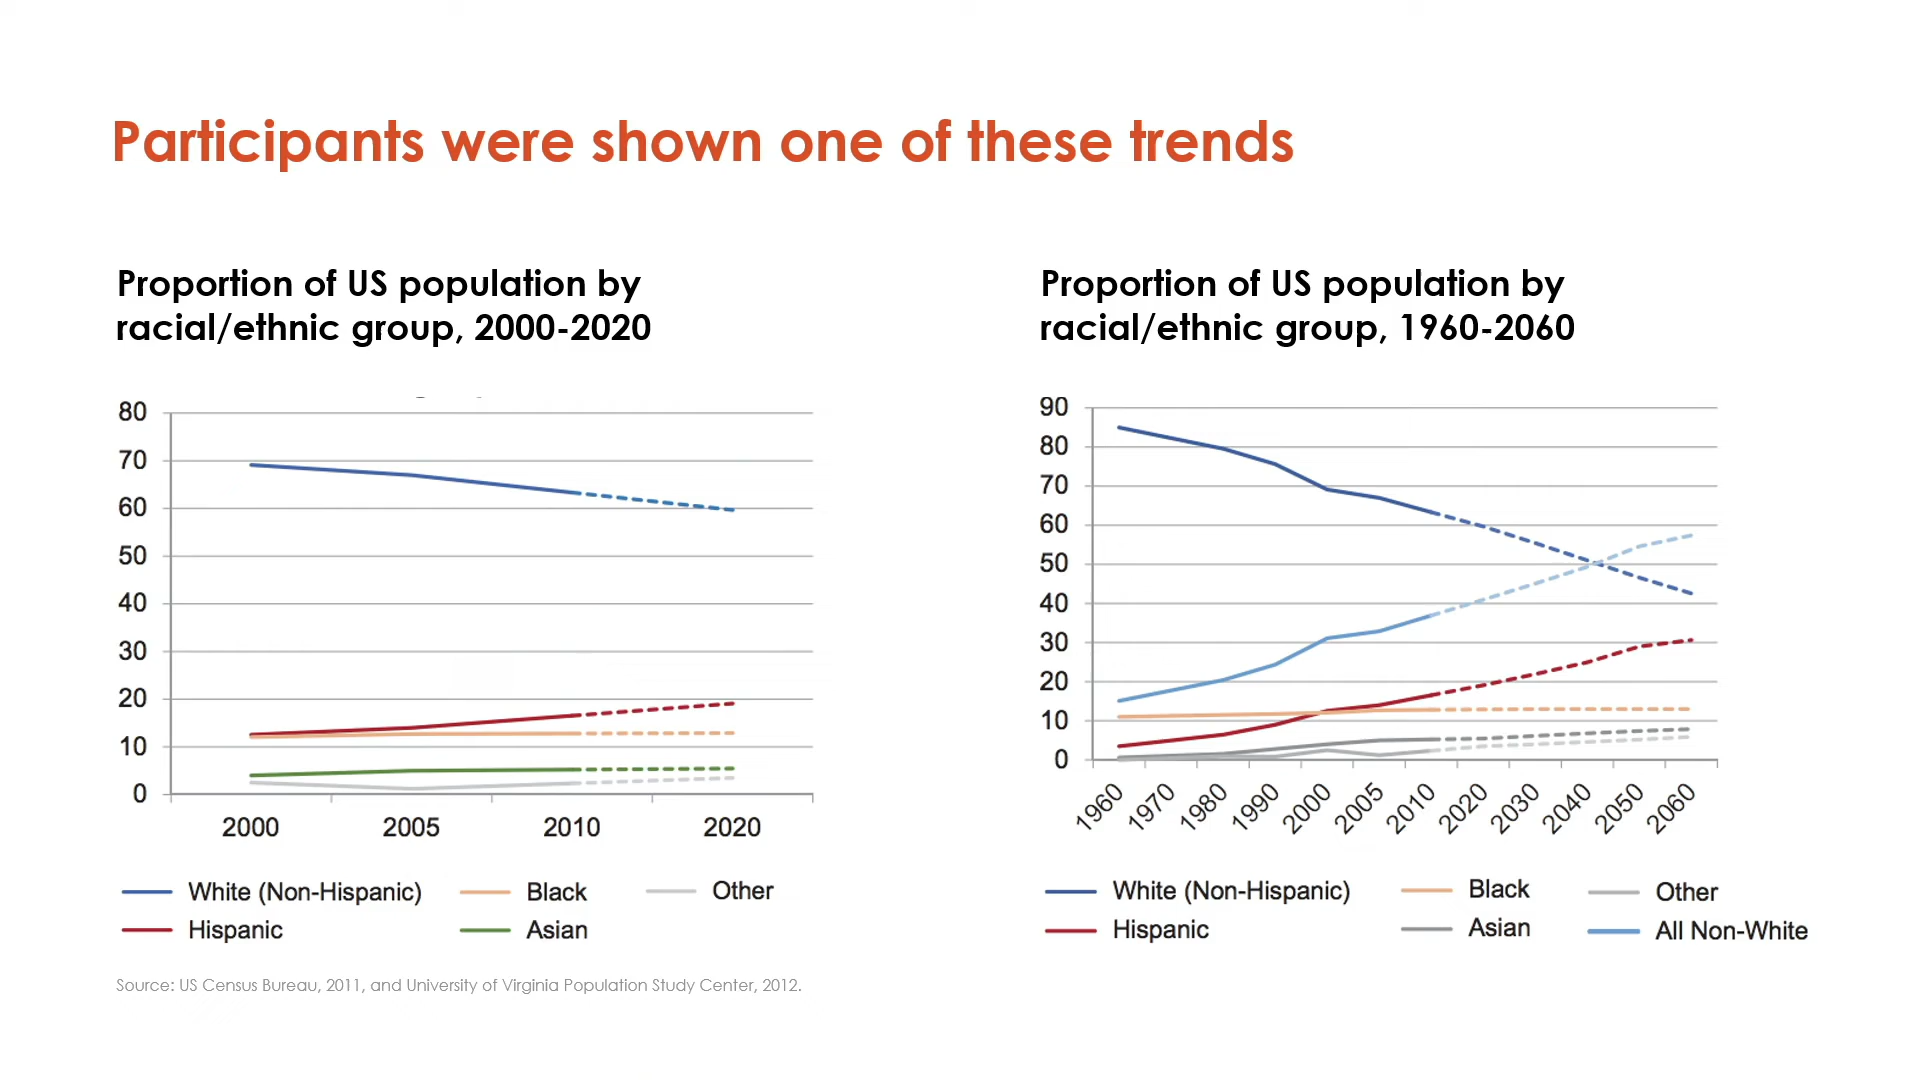 Participants were shown one of these trends
Proportion of US population by
racial/ethnic group, 2000-2020
80
70
60
50
40
30
20
10
0
2000 2005 2010 2020
White (Non-Hispanic) Black Other
Hispanic Asian
Proportion of US population by
racial/ethnic group, 1960-2060
90
80
70
60
50
40
30
20
10
0
1960 1970 1980 1990 2000 2005 2010 2020 2030 2040 2050 2060
White (Non-Hispanic) Black Other
Hispanic Asian All Non-White
Source: US Census Bureau, 2011, and University of Virginia Population Study Center, 2012.